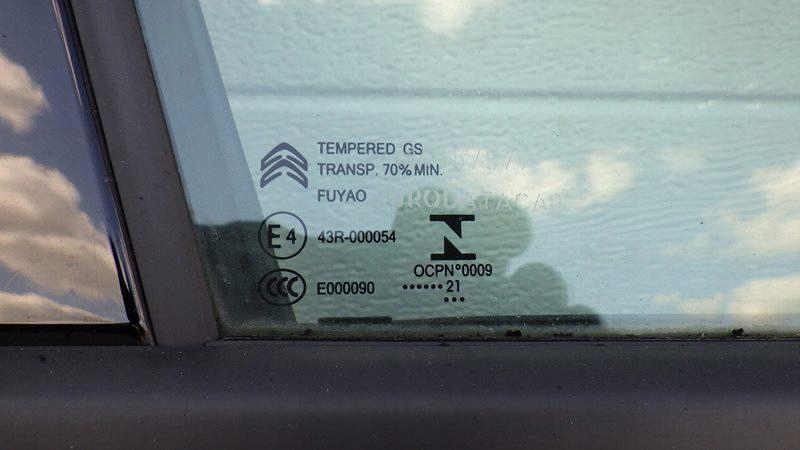 TEMPERED GS
TRANSP. 70% MIN.
FUYAO
E4 43R-000054
CCC E000090
OCPN°0009
•••••• 21
•••